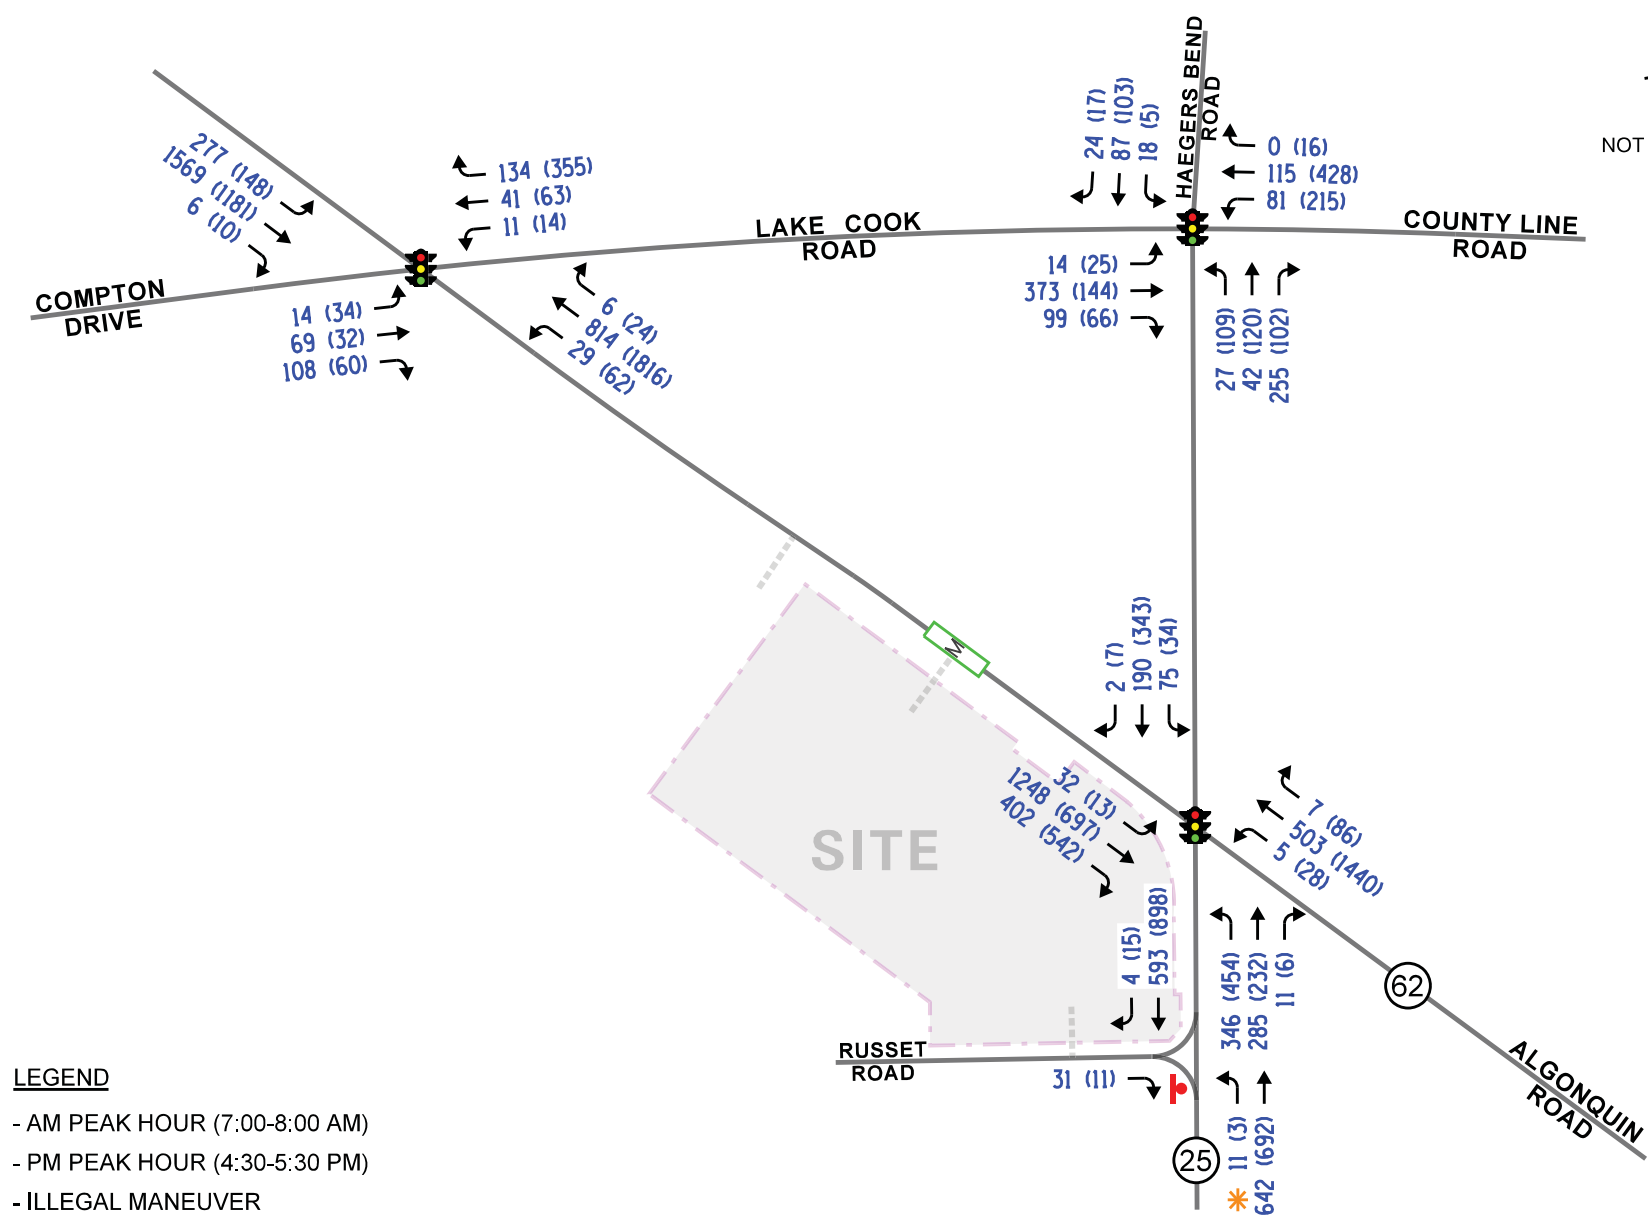 HAEGERS BEND
ROAD
NOT
277 (148)
1569 (1181)
6 (10)
134 (355)
41 (63)
11 (14)
24 (17)
87 (103)
18 (5)
0 (16)
115 (428)
81 (215)
LAKE COOK
ROAD
COUNTY LINE
ROAD
COMPTON
DRIVE
14 (34)
69 (32)
108 (60)
6 (24)
814 (1816)
29 (62)
14 (25)
373 (144)
99 (66)
27 (109)
42 (120)
255 (102)
M
2 (7)
190 (343)
75 (34)
32 (13)
1248 (697)
402 (542)
7 (86)
503 (1440)
5 (28)
SITE
4 (15)
593 (898)
346 (454)
285 (232)
11 (6)
62
RUSSET
ROAD
31 (11)
11 (3)
642 (692)
25
ALGONQUIN
ROAD
LEGEND
- AM PEAK HOUR (7:00-8:00 AM)
- PM PEAK HOUR (4:30-5:30 PM)
- ILLEGAL MANEUVER